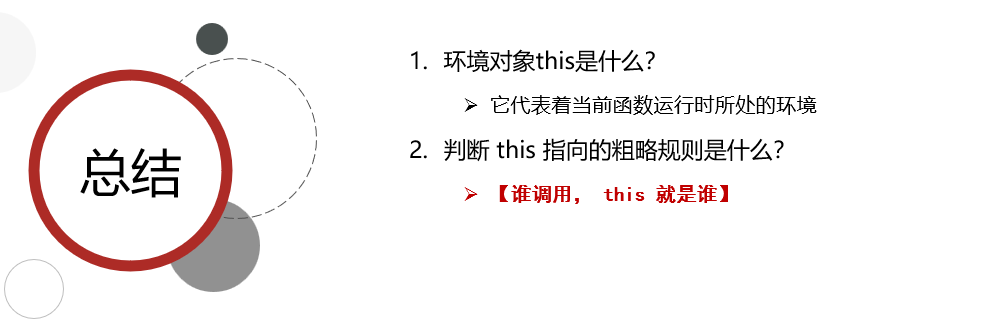 总结
1. 环境对象this是什么？
➢ 它代表着当前函数运行时所处的环境
2. 判断 this 指向的粗略规则是什么？
➢ 【谁调用， this 就是谁】